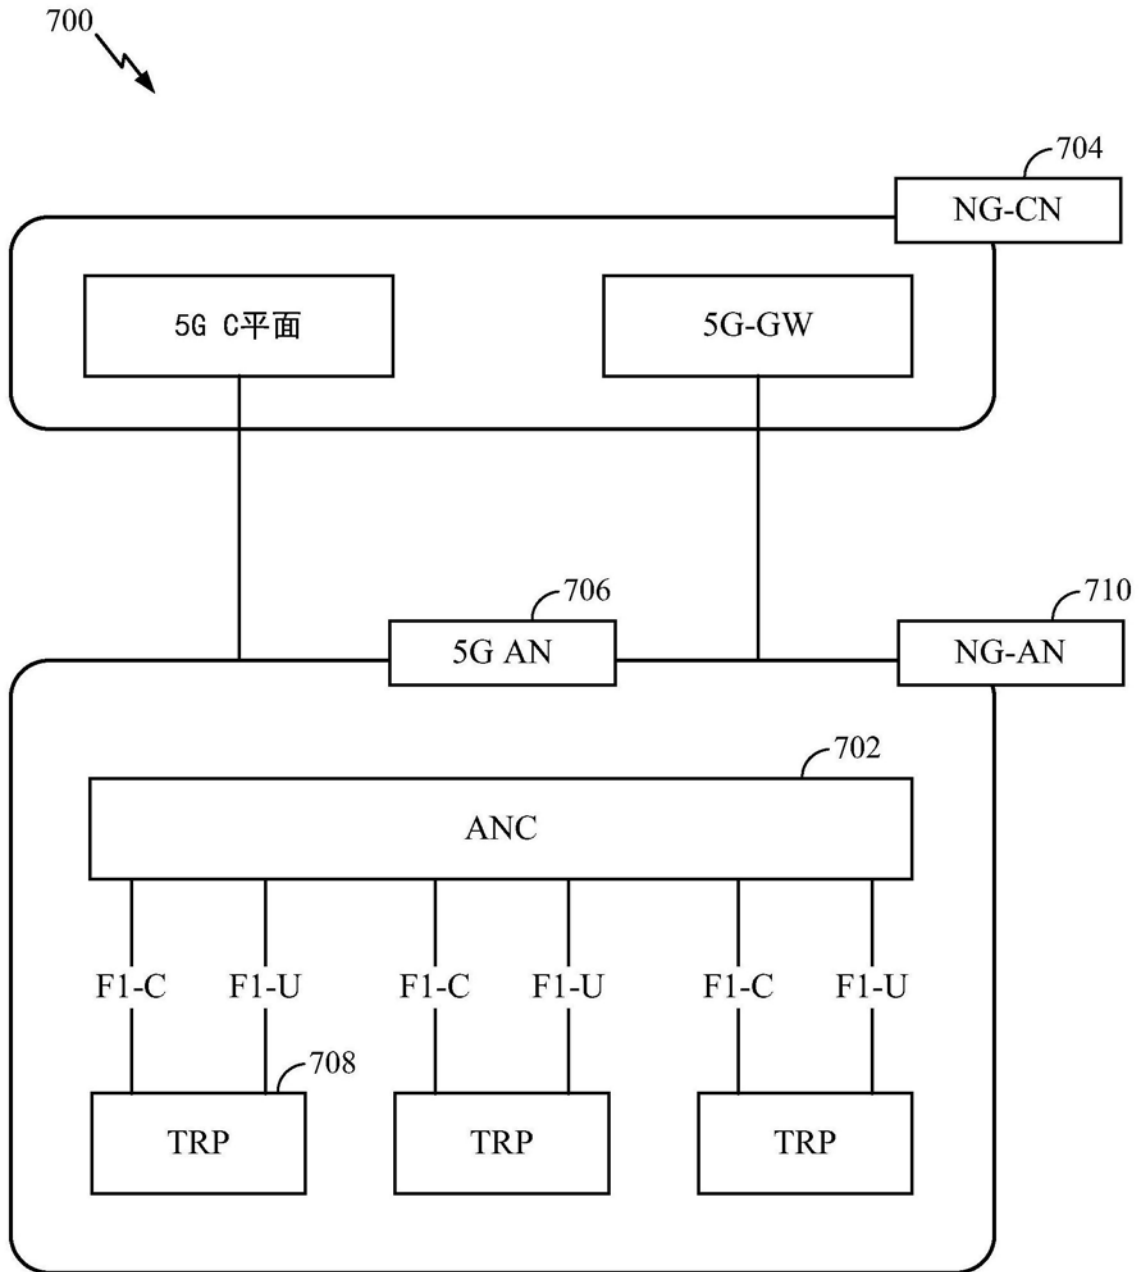 700
704
NG-CN
5G C平面
5G-GW
706
710
5G AN
NG-AN
702
ANC
F1-C F1-U F1-C F1-U F1-C F1-U
708
TRP TRP TRP